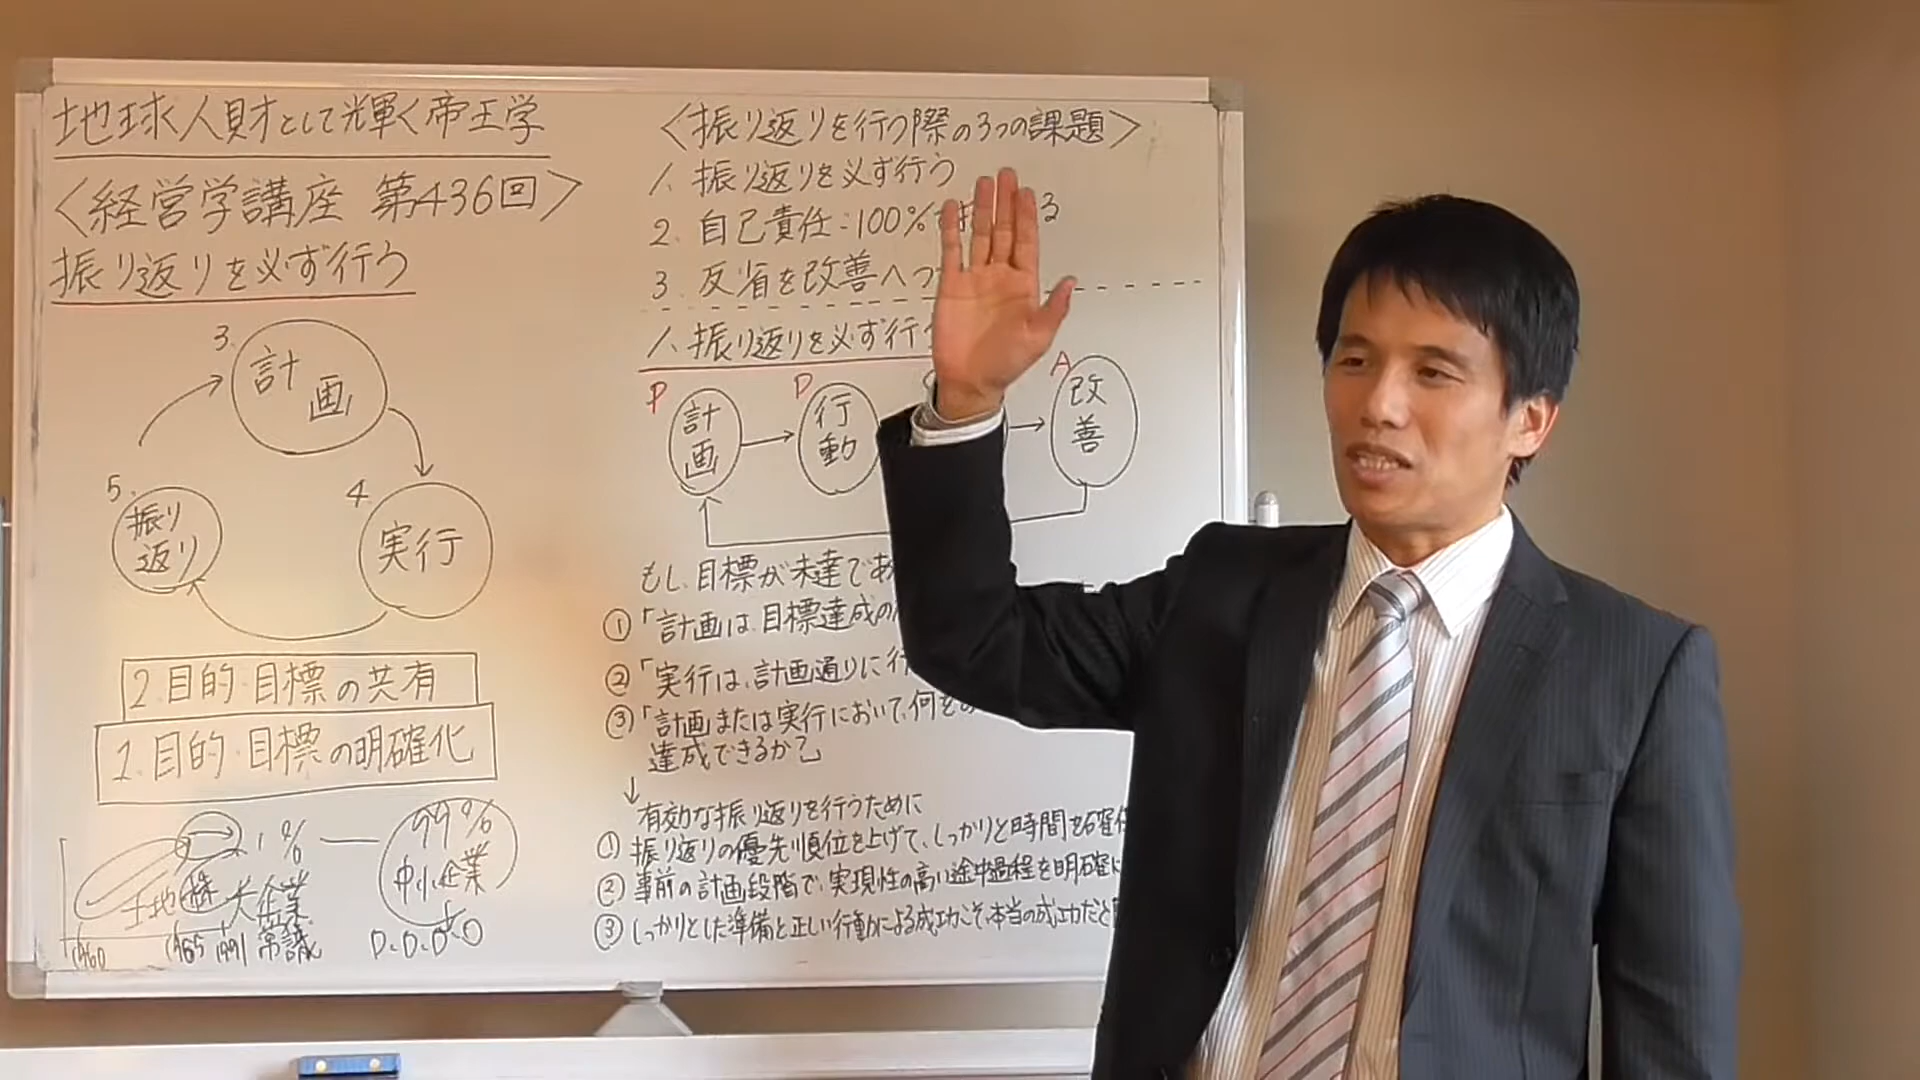 地球人財として輝く帝王学
〈経営学講座 第436回〉
振り返りを必ず行う
3.
計画
4.
実行
5.
振り返り
2.目的・目標の共有
1.目的・目標の明確化
1% — 99%
中小企業
土地 株 大企業
1960 1965 1991 常識
D.D.D.D
〈振り返りを行う際の3つの課題〉
1. 振り返りを必ず行う
2. 自己責任:100%
3. 反省を改善へつ
1. 振り返りを必ず行う
P D A
計画 → 行動 → 改善
もし、目標が未達であ
①「計画は、目標達成の
②「実行は、計画通りに行
③「計画または実行において、何を
達成できるか?」
↓
有効な振り返りを行うために
① 振り返りの優先順位を上げて、しっかりと時間を確保
② 事前の計画段階で、実現性の高い途中過程を明確に
③ しっかりとした準備と正しい行動による成功こそ、本当の成功だと